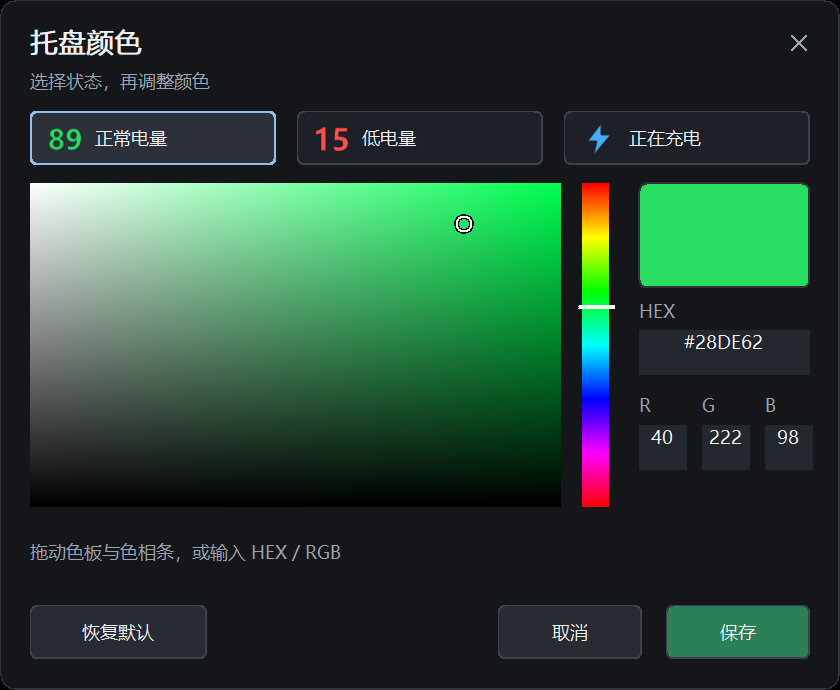 托盘颜色
选择状态，再调整颜色
89 正常电量
15 低电量
正在充电
HEX
#28DE62
R G B
40 222 98
拖动色板与色相条，或输入 HEX / RGB
恢复默认
取消
保存